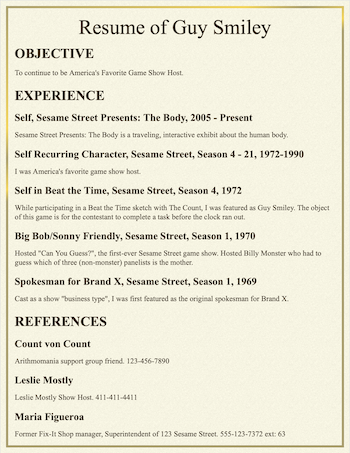 Resume of Guy Smiley
OBJECTIVE
To continue to be America's Favorite Game Show Host.
EXPERIENCE
Self, Sesame Street Presents: The Body, 2005 - Present
Sesame Street Presents: The Body is a traveling, interactive exhibit about the human body.
Self Recurring Character, Sesame Street, Season 4 - 21, 1972-1990
I was America's favorite game show host.
Self in Beat the Time, Sesame Street, Season 4, 1972
While participating in a Beat the Time sketch with The Count, I was featured as Guy Smiley. The object
of this game is for the contestant to complete a task before the clock ran out.
Big Bob/Sonny Friendly, Sesame Street, Season 1, 1970
Hosted "Can You Guess?", the first-ever Sesame Street game show. Hosted Billy Monster who had to
guess which of three (non-monster) panelists is the mother.
Spokesman for Brand X, Sesame Street, Season 1, 1969
Cast as a show "business type", I was first featured as the original spokesman for Brand X.
REFERENCES
Count von Count
Arithmomania support group friend. 123-456-7890
Leslie Mostly
Leslie Mostly Show Host. 411-411-4411
Maria Figueroa
Former Fix-It Shop manager, Superintendent of 123 Sesame Street. 555-123-7372 ext: 63